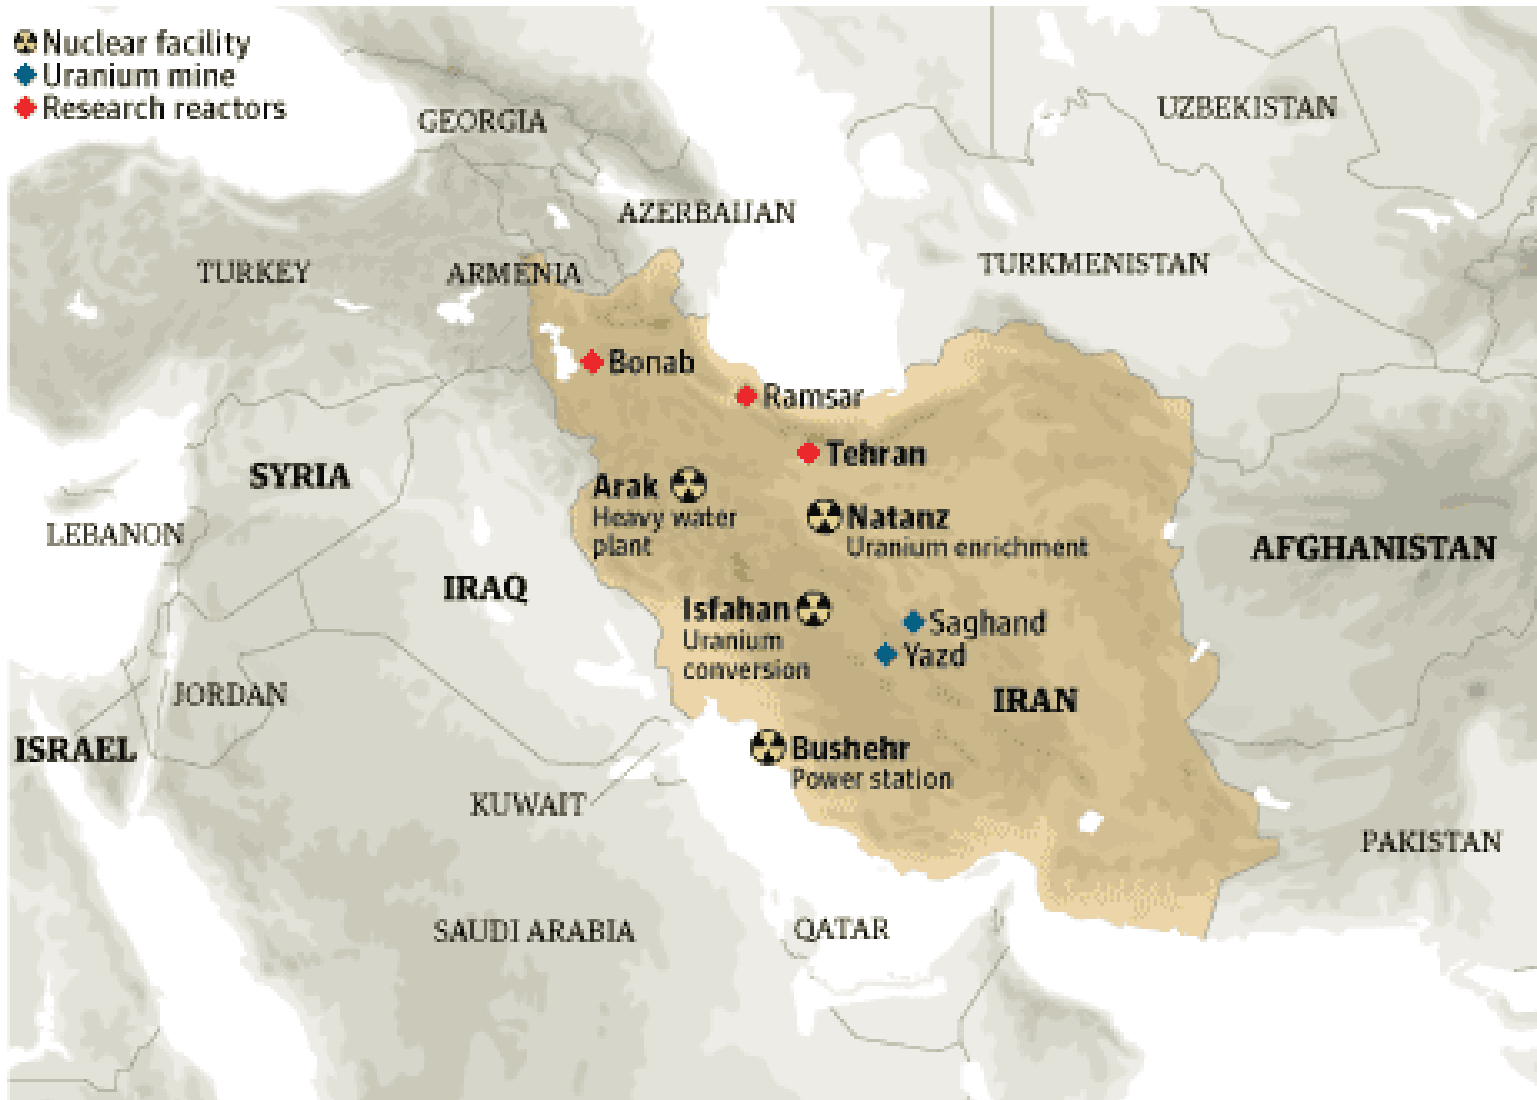 Nuclear facility
Uranium mine
Research reactors
GEORGIA
UZBEKISTAN
AZERBAIJAN
TURKEY
ARMENIA
TURKMENISTAN
Bonab
Ramsar
Tehran
SYRIA
Arak
Heavy water
plant
Natanz
Uranium enrichment
LEBANON
AFGHANISTAN
IRAQ
Isfahan
Uranium
conversion
Saghand
Yazd
JORDAN
IRAN
ISRAEL
Bushehr
Power station
KUWAIT
PAKISTAN
SAUDI ARABIA
QATAR